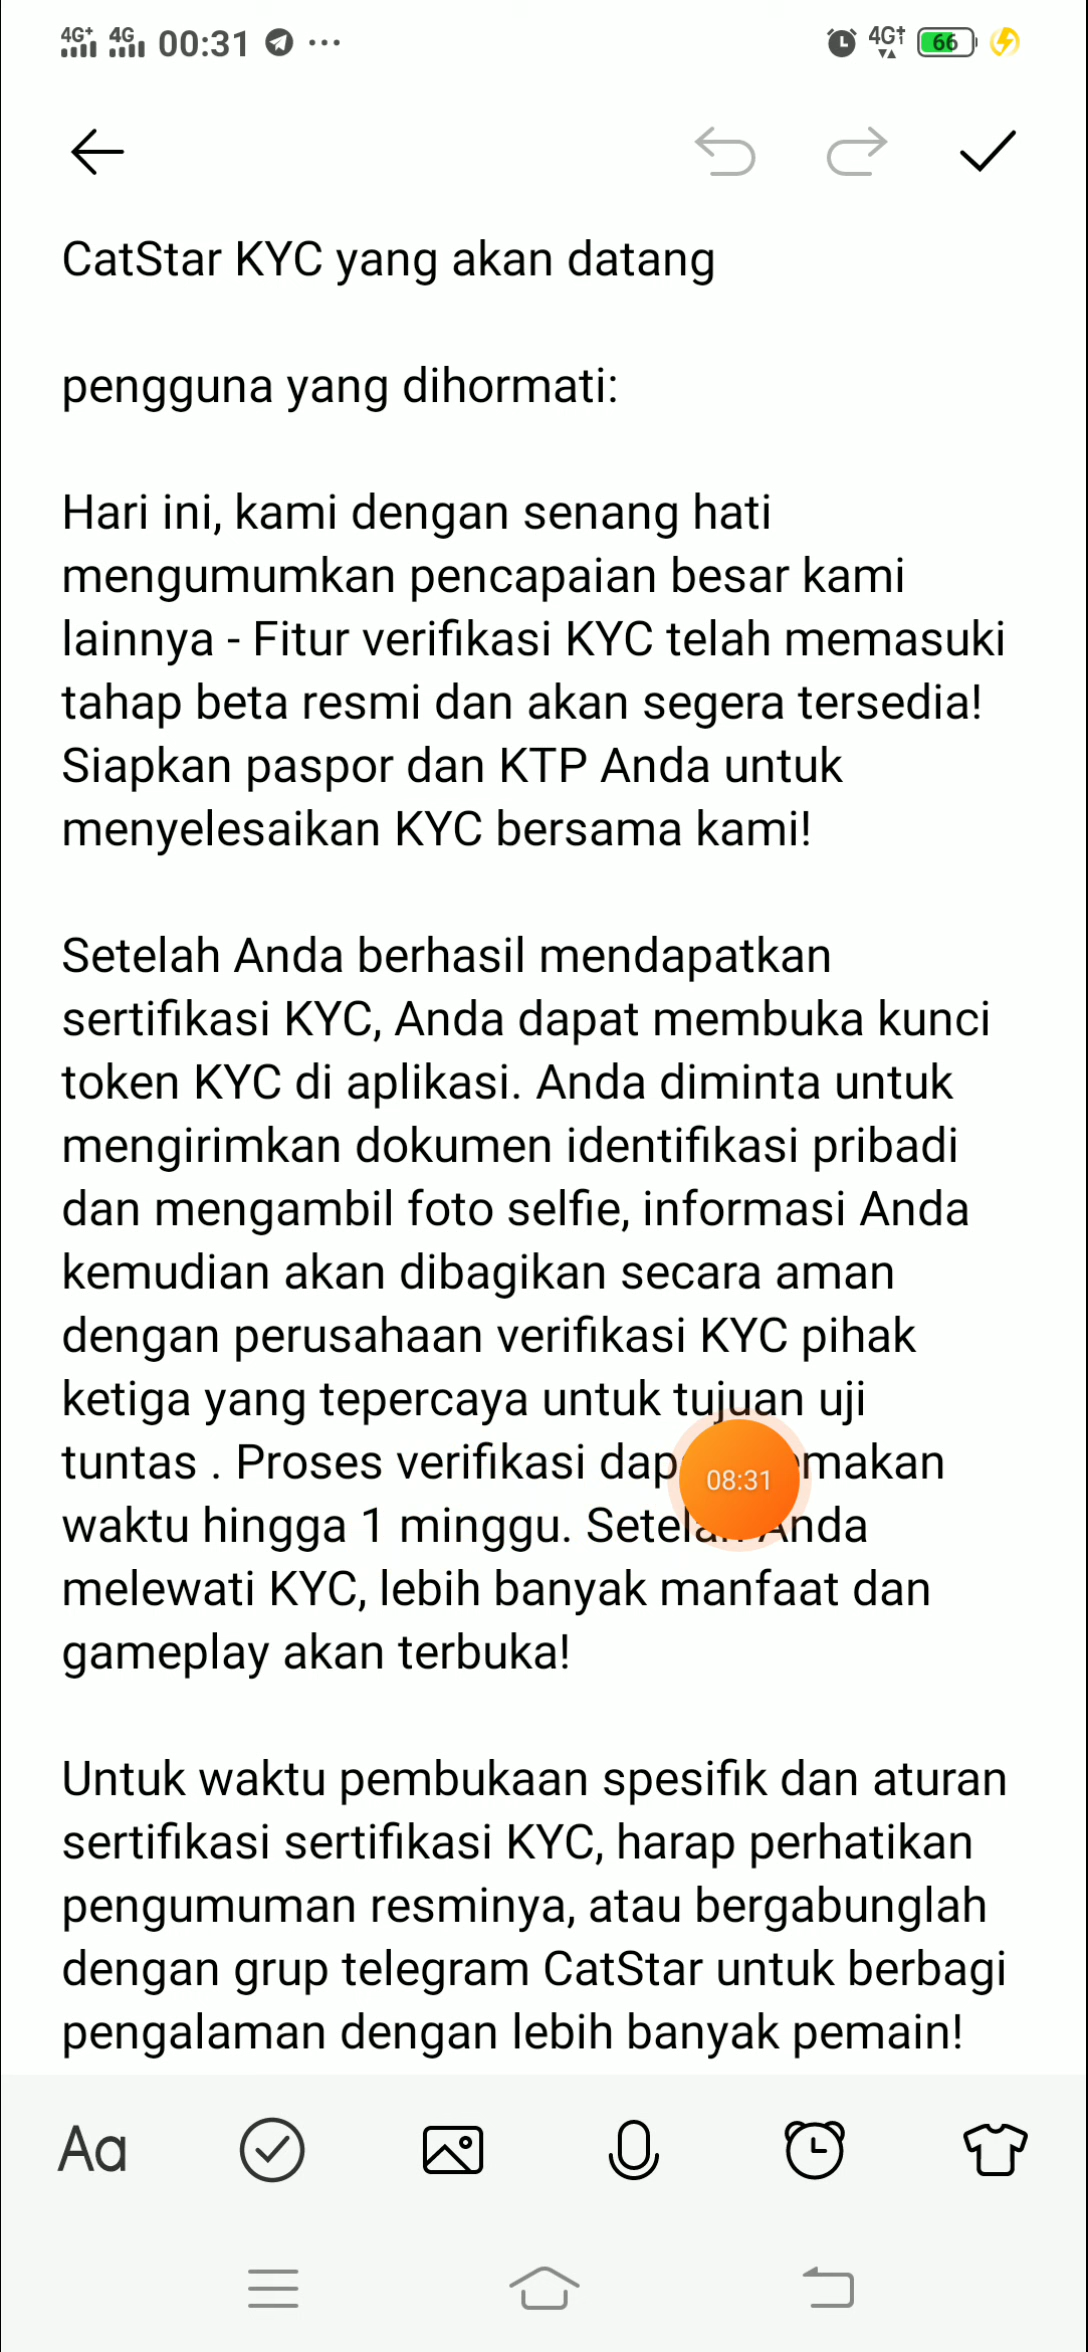 4G+ 4G 00:31 ... 4G+ 66
CatStar KYC yang akan datang
pengguna yang dihormati:
Hari ini, kami dengan senang hati
mengumumkan pencapaian besar kami
lainnya - Fitur verifikasi KYC telah memasuki
tahap beta resmi dan akan segera tersedia!
Siapkan paspor dan KTP Anda untuk
menyelesaikan KYC bersama kami!
Setelah Anda berhasil mendapatkan
sertifikasi KYC, Anda dapat membuka kunci
token KYC di aplikasi. Anda diminta untuk
mengirimkan dokumen identifikasi pribadi
dan mengambil foto selfie, informasi Anda
kemudian akan dibagikan secara aman
dengan perusahaan verifikasi KYC pihak
ketiga yang tepercaya untuk tujuan uji
tuntas . Proses verifikasi
08:31
waktu hingga 1 minggu. Setelah Anda
melewati KYC, lebih banyak manfaat dan
gameplay akan terbuka!
Untuk waktu pembukaan spesifik dan aturan
sertifikasi sertifikasi KYC, harap perhatikan
pengumuman resminya, atau bergabunglah
dengan grup telegram CatStar untuk berbagi
pengalaman dengan lebih banyak pemain!
Aa